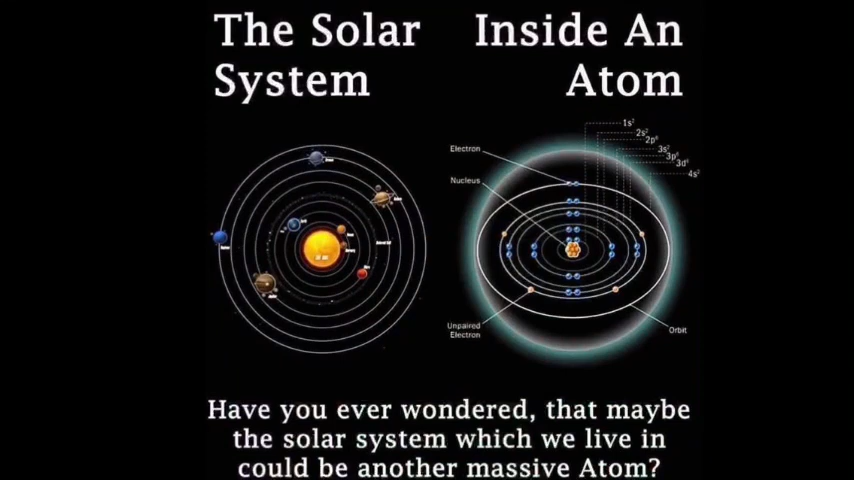 The Solar
System
Inside An
Atom
1s²
2s²
2p⁶
3s²
3p⁶
3d⁶
4s²
Electron
Nucleus
Unpaired
Electron
Orbit
Have you ever wondered, that maybe
the solar system which we live in
could be another massive Atom?